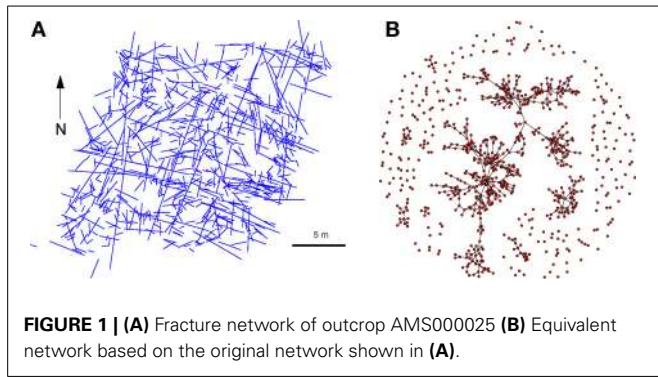 A
B
N
5 m
FIGURE 1 | (A) Fracture network of outcrop AMS000025 (B) Equivalent
network based on the original network shown in (A).